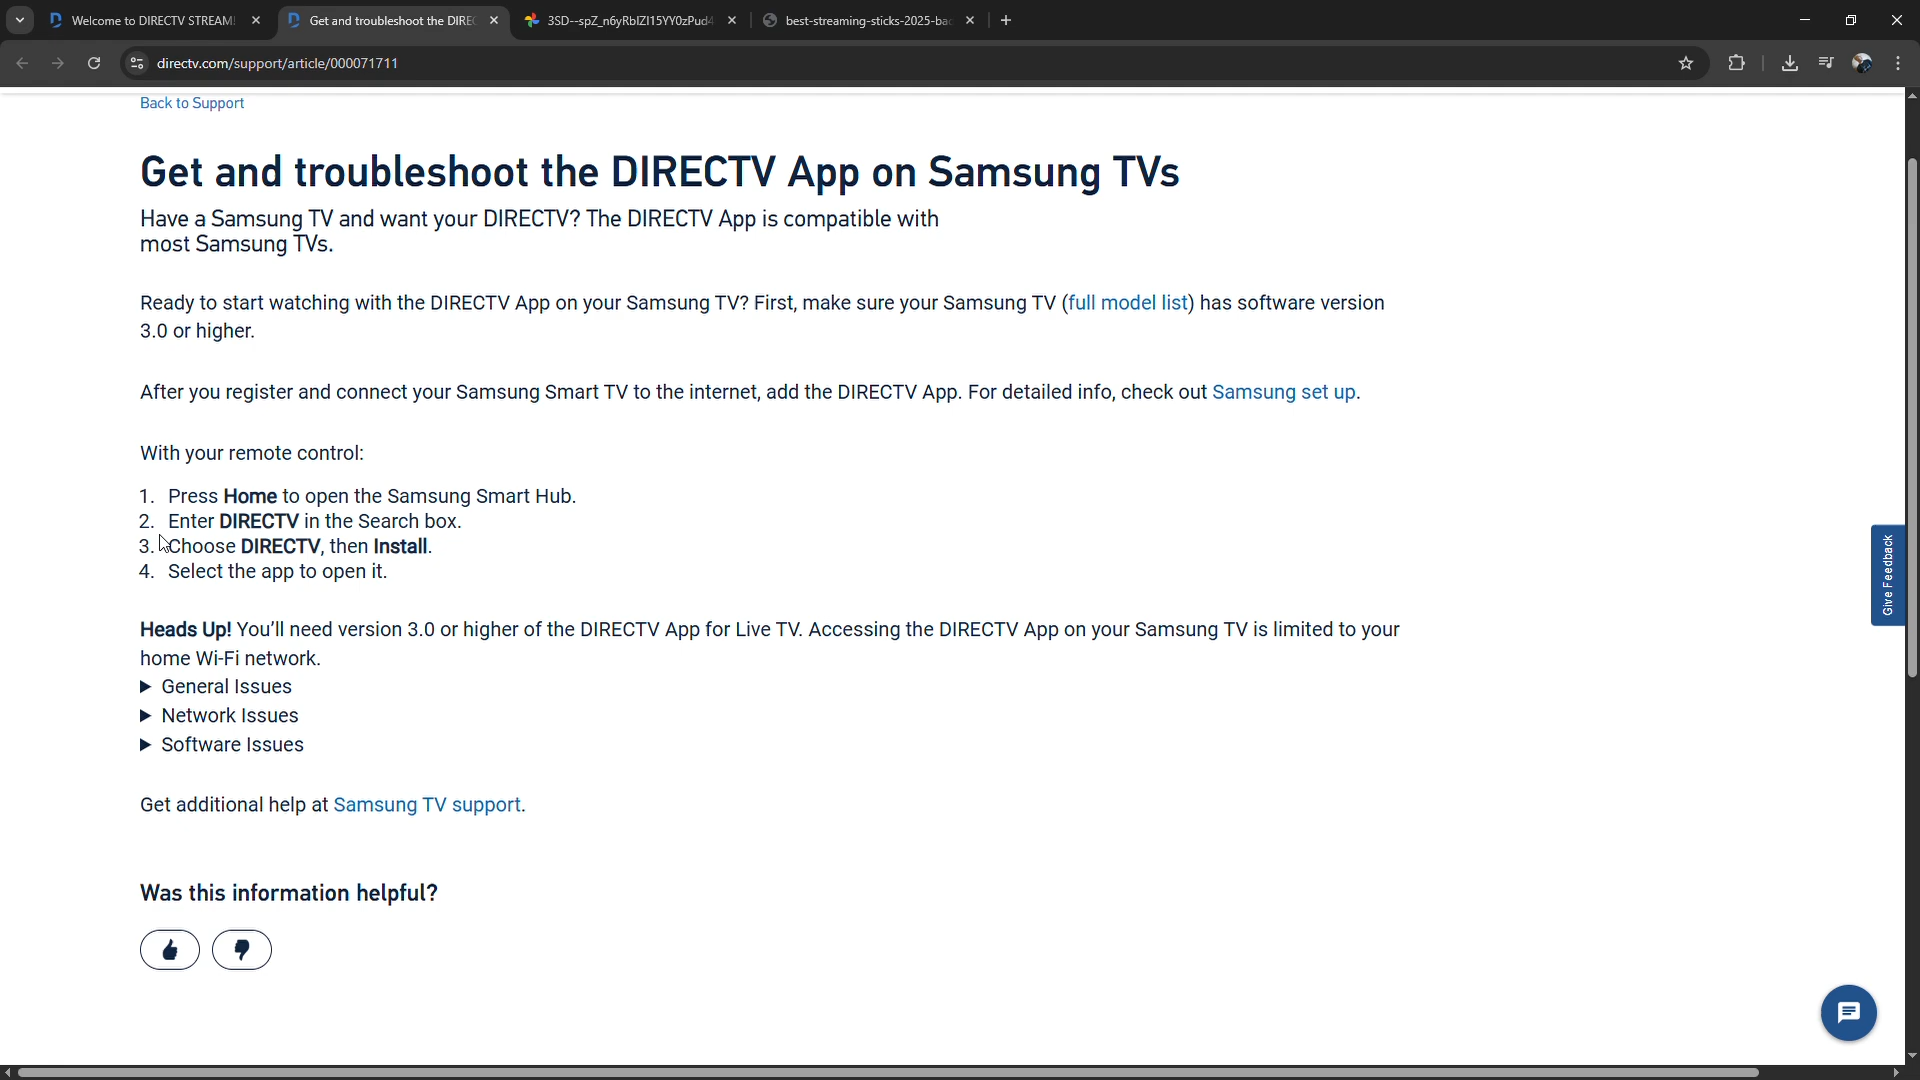 Welcome to DIRECTV STREAM
Get and troubleshoot the DIREC
3SD--spZ_n6yRbIZI15YY0zPud4
best-streaming-sticks-2025-bac
directv.com/support/article/000071711
Back to Support
Get and troubleshoot the DIRECTV App on Samsung TVs
Have a Samsung TV and want your DIRECTV? The DIRECTV App is compatible with
most Samsung TVs.
Ready to start watching with the DIRECTV App on your Samsung TV? First, make sure your Samsung TV (full model list) has software version
3.0 or higher.
After you register and connect your Samsung Smart TV to the internet, add the DIRECTV App. For detailed info, check out Samsung set up.
With your remote control:
1. Press Home to open the Samsung Smart Hub.
2. Enter DIRECTV in the Search box.
3. Choose DIRECTV, then Install.
4. Select the app to open it.
Heads Up! You'll need version 3.0 or higher of the DIRECTV App for Live TV. Accessing the DIRECTV App on your Samsung TV is limited to your
home Wi-Fi network.
General Issues
Network Issues
Software Issues
Get additional help at Samsung TV support.
Was this information helpful?
Give Feedback